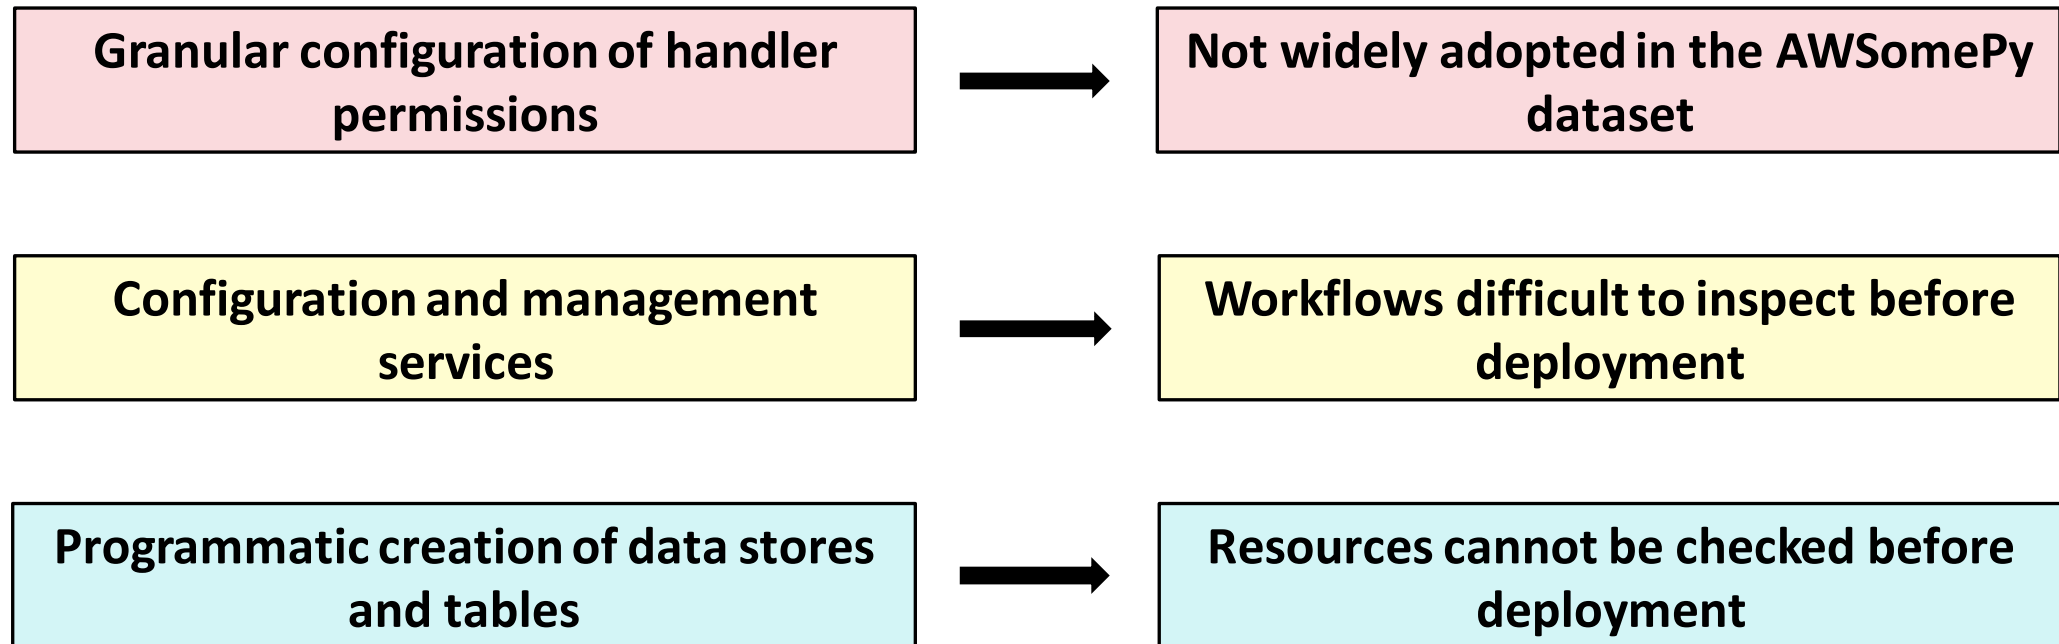 Granular configuration of handler
permissions
Not widely adopted in the AWSomePy
dataset
Configuration and management
services
Workflows difficult to inspect before
deployment
Programmatic creation of data stores
and tables
Resources cannot be checked before
deployment